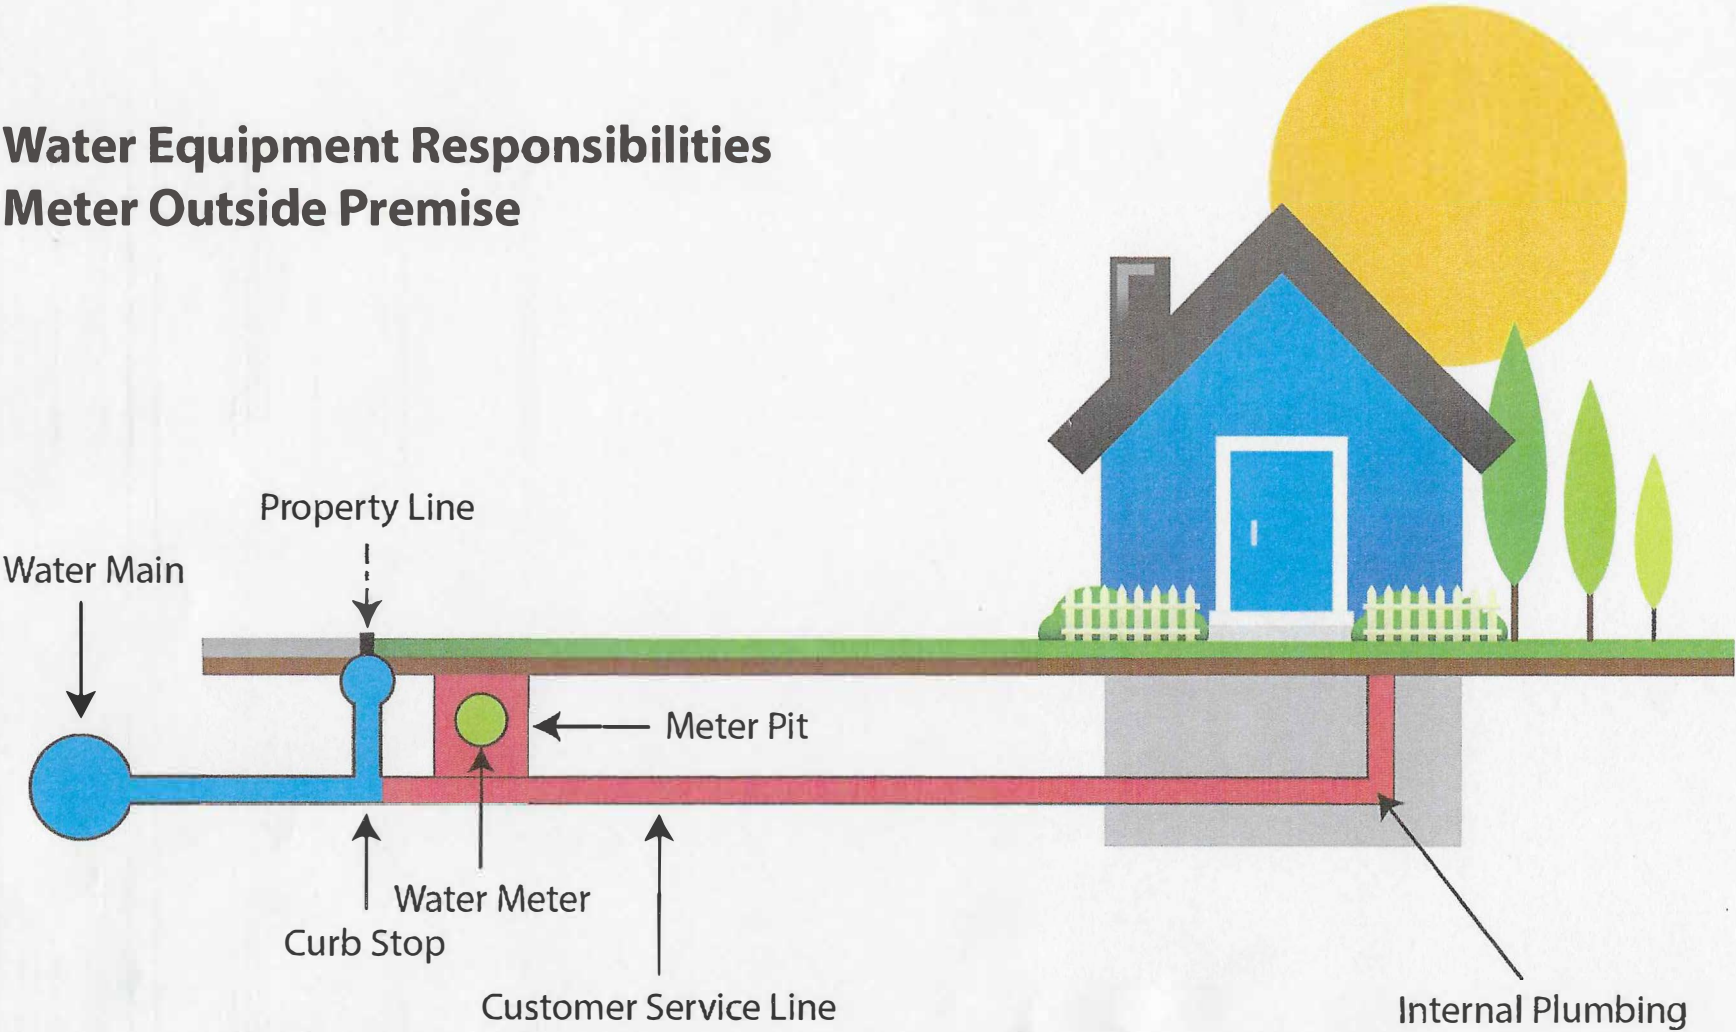 Water Equipment Responsibilities
Meter Outside Premise
Property Line
Water Main
Meter Pit
Water Meter
Curb Stop
Customer Service Line
Internal Plumbing